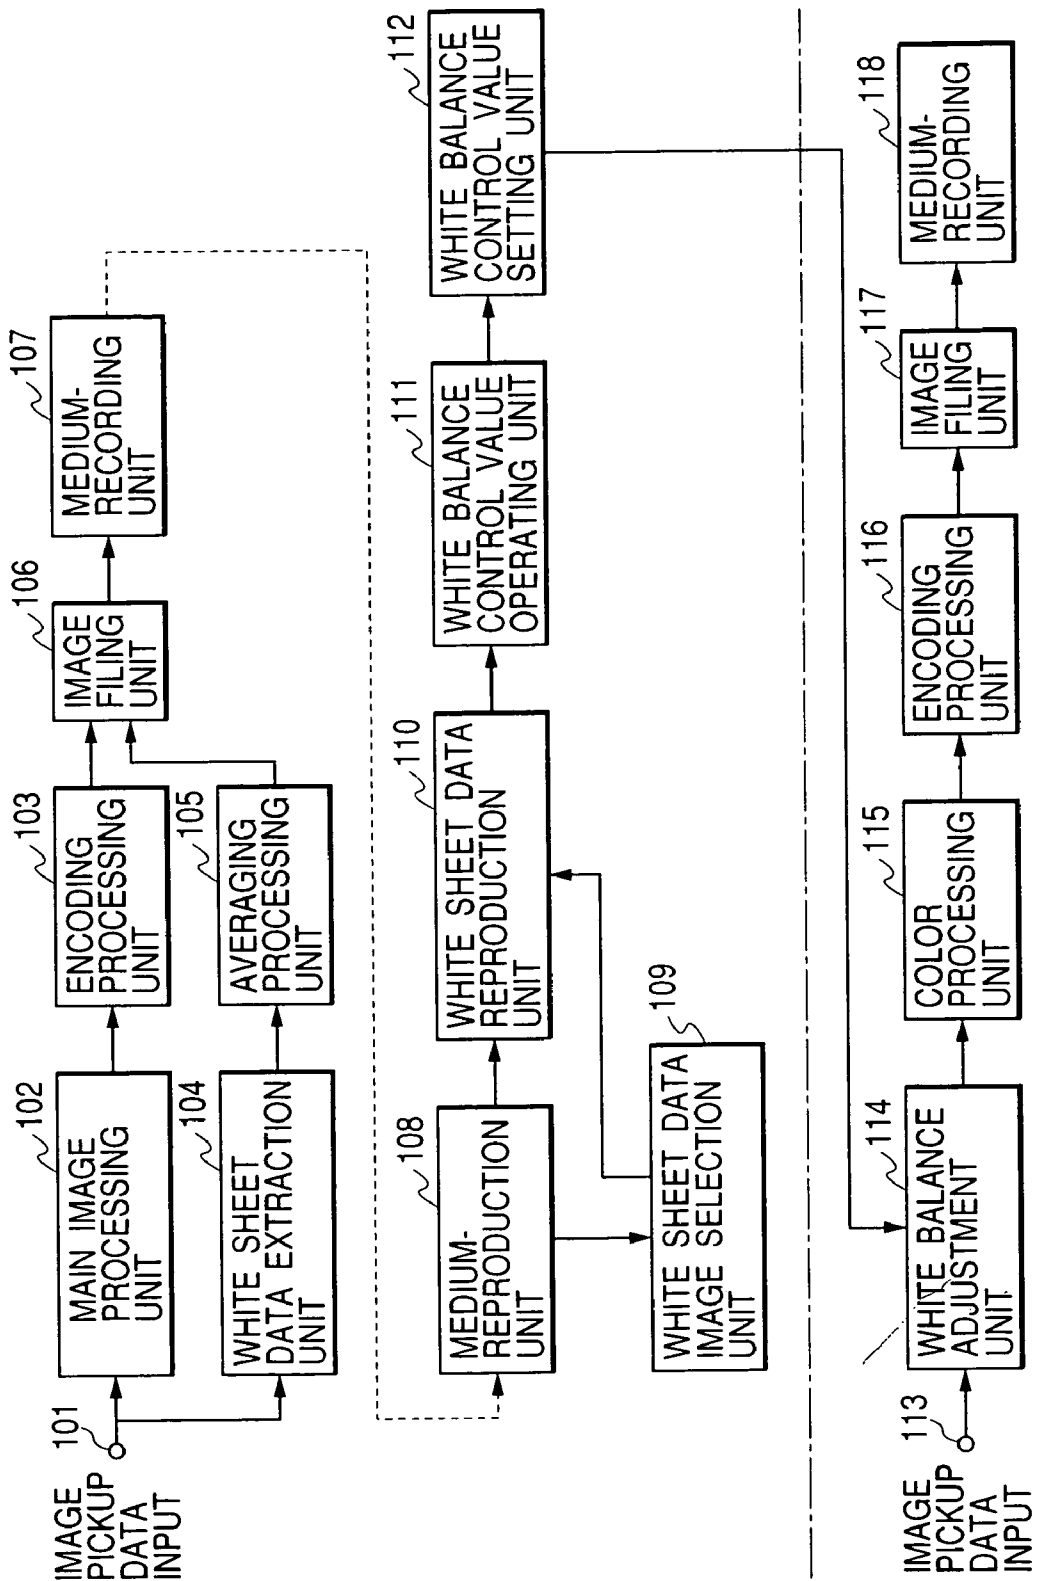 101
IMAGE
PICKUP
DATA
INPUT
102
MAIN IMAGE
PROCESSING
UNIT
103
ENCODING
PROCESSING
UNIT
104
WHITE SHEET
DATA EXTRACTION
UNIT
105
AVERAGING
PROCESSING
UNIT
106
IMAGE
FILING
UNIT
107
MEDIUM-
RECORDING
UNIT
108
MEDIUM-
REPRODUCTION
UNIT
109
WHITE SHEET DATA
IMAGE SELECTION
UNIT
110
WHITE SHEET DATA
REPRODUCTION
UNIT
111
WHITE BALANCE
CONTROL VALUE
OPERATING UNIT
112
WHITE BALANCE
CONTROL VALUE
SETTING UNIT
113
IMAGE
PICKUP
DATA
INPUT
114
WHITE BALANCE
ADJUSTMENT
UNIT
115
COLOR
PROCESSING
UNIT
116
ENCODING
PROCESSING
UNIT
117
IMAGE
FILING
UNIT
118
MEDIUM-
RECORDING
UNIT